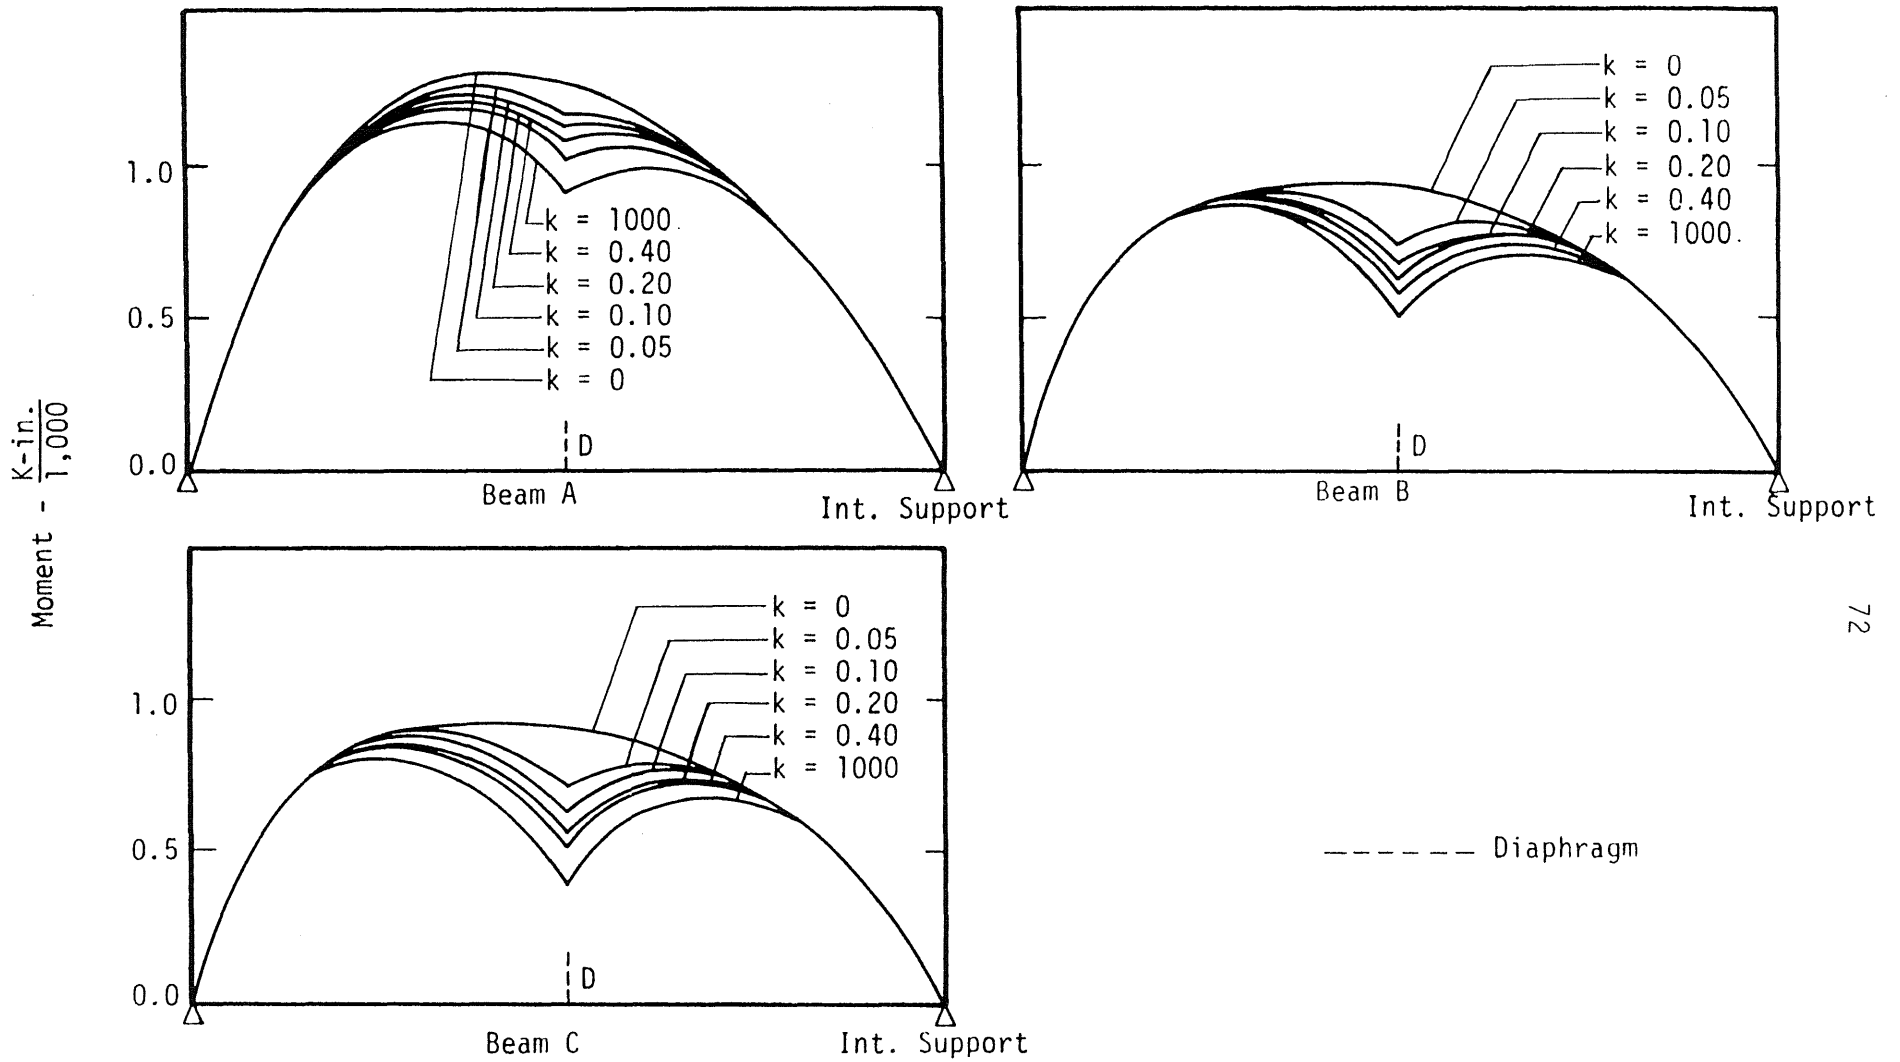 1.0
0.5
0.0
k = 1000
k = 0.40
k = 0.20
k = 0.10
k = 0.05
k = 0
D
Beam A
Int. Support
k = 0
k = 0.05
k = 0.10
k = 0.20
k = 0.40
k = 1000
D
Beam B
Int. Support
Moment - K-in.
1,000
1.0
0.5
0.0
k = 0
k = 0.05
k = 0.10
k = 0.20
k = 0.40
k = 1000
D
Beam C
Int. Support
72
Diaphragm